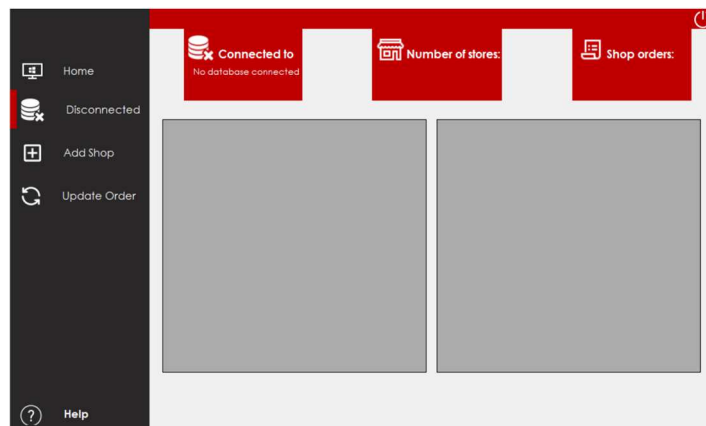 Home
Disconnected
Add Shop
Update Order
Help
Connected to
No database connected
Number of stores:
Shop orders: